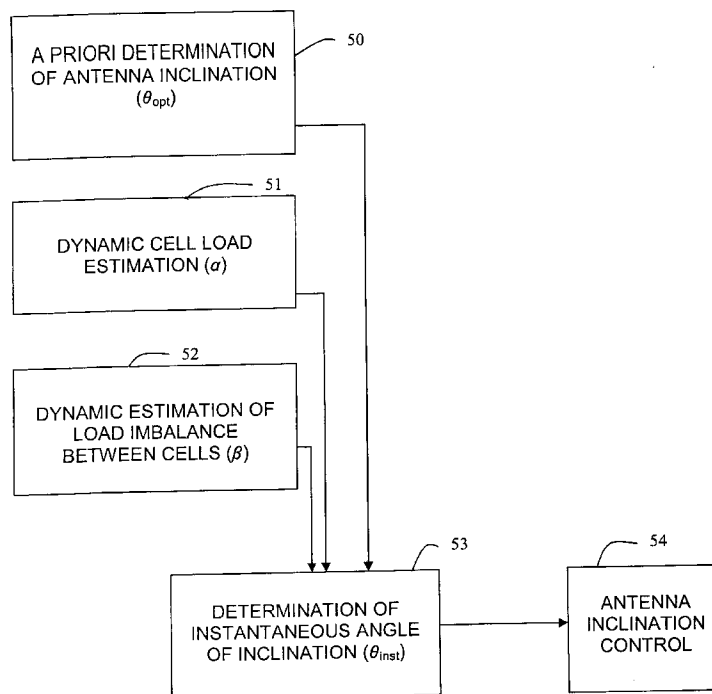 50
A PRIORI DETERMINATION
OF ANTENNA INCLINATION
(θopt)
51
DYNAMIC CELL LOAD
ESTIMATION (α)
52
DYNAMIC ESTIMATION OF
LOAD IMBALANCE
BETWEEN CELLS (β)
53
DETERMINATION OF
INSTANTANEOUS ANGLE
OF INCLINATION (θinst)
54
ANTENNA
INCLINATION
CONTROL